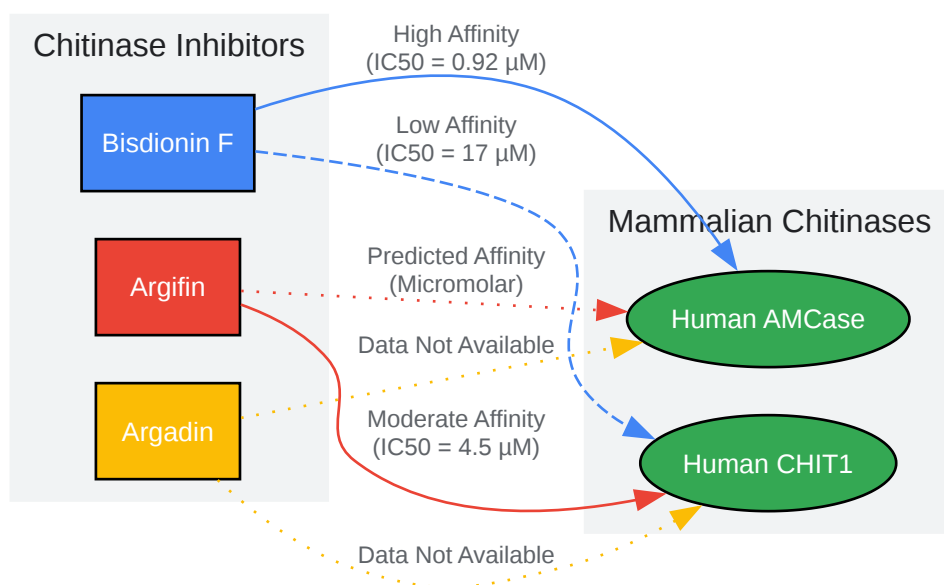 Chitinase Inhibitors
High Affinity
(IC50 = 0.92 µM)
Bisdionin F
Low Affinity
(IC50 = 17 µM)
Mammalian Chitinases
Argifin
Predicted Affinity
(Micromolar)
Human AMCase
Data Not Available
Argadin
Moderate Affinity
(IC50 = 4.5 µM)
Human CHIT1
Data Not Available